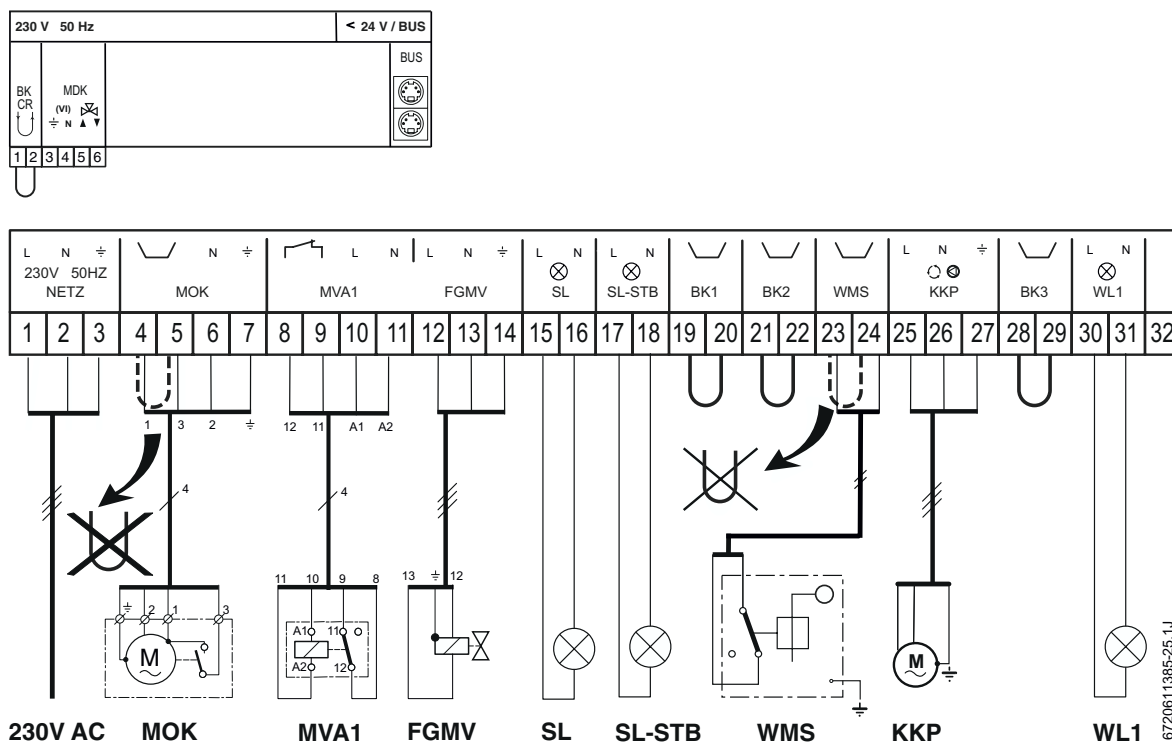 230 V 50 Hz < 24 V / BUS
BUS
BK MDK
CR (VI)
N
1 2 3 4 5 6
L N N L N L N L N L N L N L N
230V 50HZ
NETZ MOK MVA1 FGMV SL SL-STB BK1 BK2 WMS KKP BK3 WL1
1 2 3 4 5 6 7 8 9 10 11 12 13 14 15 16 17 18 19 20 21 22 23 24 25 26 27 28 29 30 31 32
1 3 2 12 11 A1 A2
4 4
11 10 9 8 13 12
2 1 3
A1 11
M A2 12 M
230V AC MOK MVA1 FGMV SL SL-STB WMS KKP WL1
6720611385-25.1J